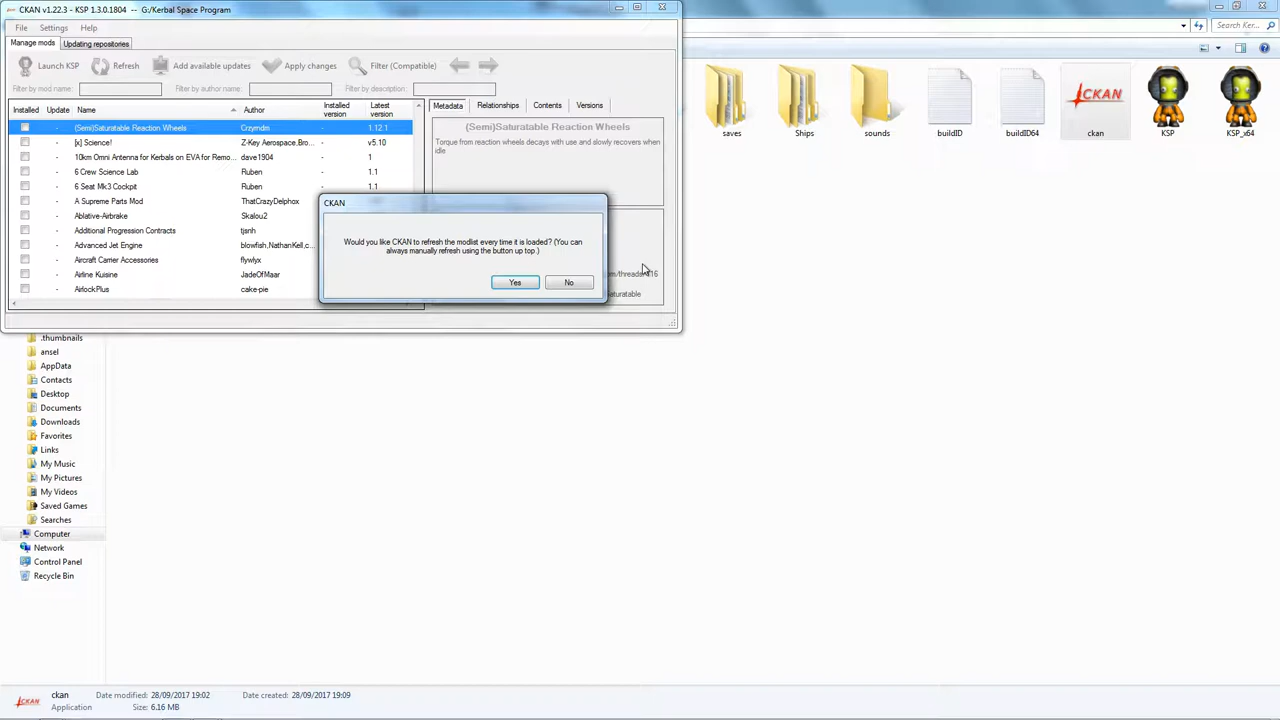 CKAN v1.22.3 - KSP 1.3.0.1804 -- G:/Kerbal Space Program
File Settings Help
Manage mods Updating repositories
Launch KSP Refresh Add available updates Apply changes Filter (Compatible)
Filter by mod name: Filter by author name: Filter by description:
Installed Update Name Author Installed version Latest version
- (Semi)Saturatable Reaction Wheels Crzyrndm - 1.12.1
- [x] Science! Z-Key Aerospace,Bro... - v5.10
- 10km Omni Antenna for Kerbals on EVA for Remo... dave1904 - 1
- 6 Crew Science Lab Ruben - 1.1
- 6 Seat Mk3 Cockpit Ruben - 1.1
- A Supreme Parts Mod ThatCrazyDelphox
- Ablative-Airbrake Skalou2
- Additional Progression Contracts tjsnh
- Advanced Jet Engine blowfish,NathanKell,c...
- Aircraft Carrier Accessories flywlyx
- Airline Kuisine JadeOfMaar
- AirlockPlus cake-pie
Metadata Relationships Contents Versions
(Semi)Saturatable Reaction Wheels
Torque from reaction wheels decays with use and slowly recovers when
idle
om/threads/116
Saturatable
CKAN
Would you like CKAN to refresh the modlist every time it is loaded? (You can
always manually refresh using the button up top.)
Yes No
Search Ker...
saves Ships sounds buildID buildID64 ckan KSP KSP_x64
CKAN
.thumbnails
ansel
AppData
Contacts
Desktop
Documents
Downloads
Favorites
Links
My Music
My Pictures
My Videos
Saved Games
Searches
Computer
Network
Control Panel
Recycle Bin
CKAN
ckan Date modified: 28/09/2017 19:02 Date created: 28/09/2017 19:09
Application Size: 6.16 MB